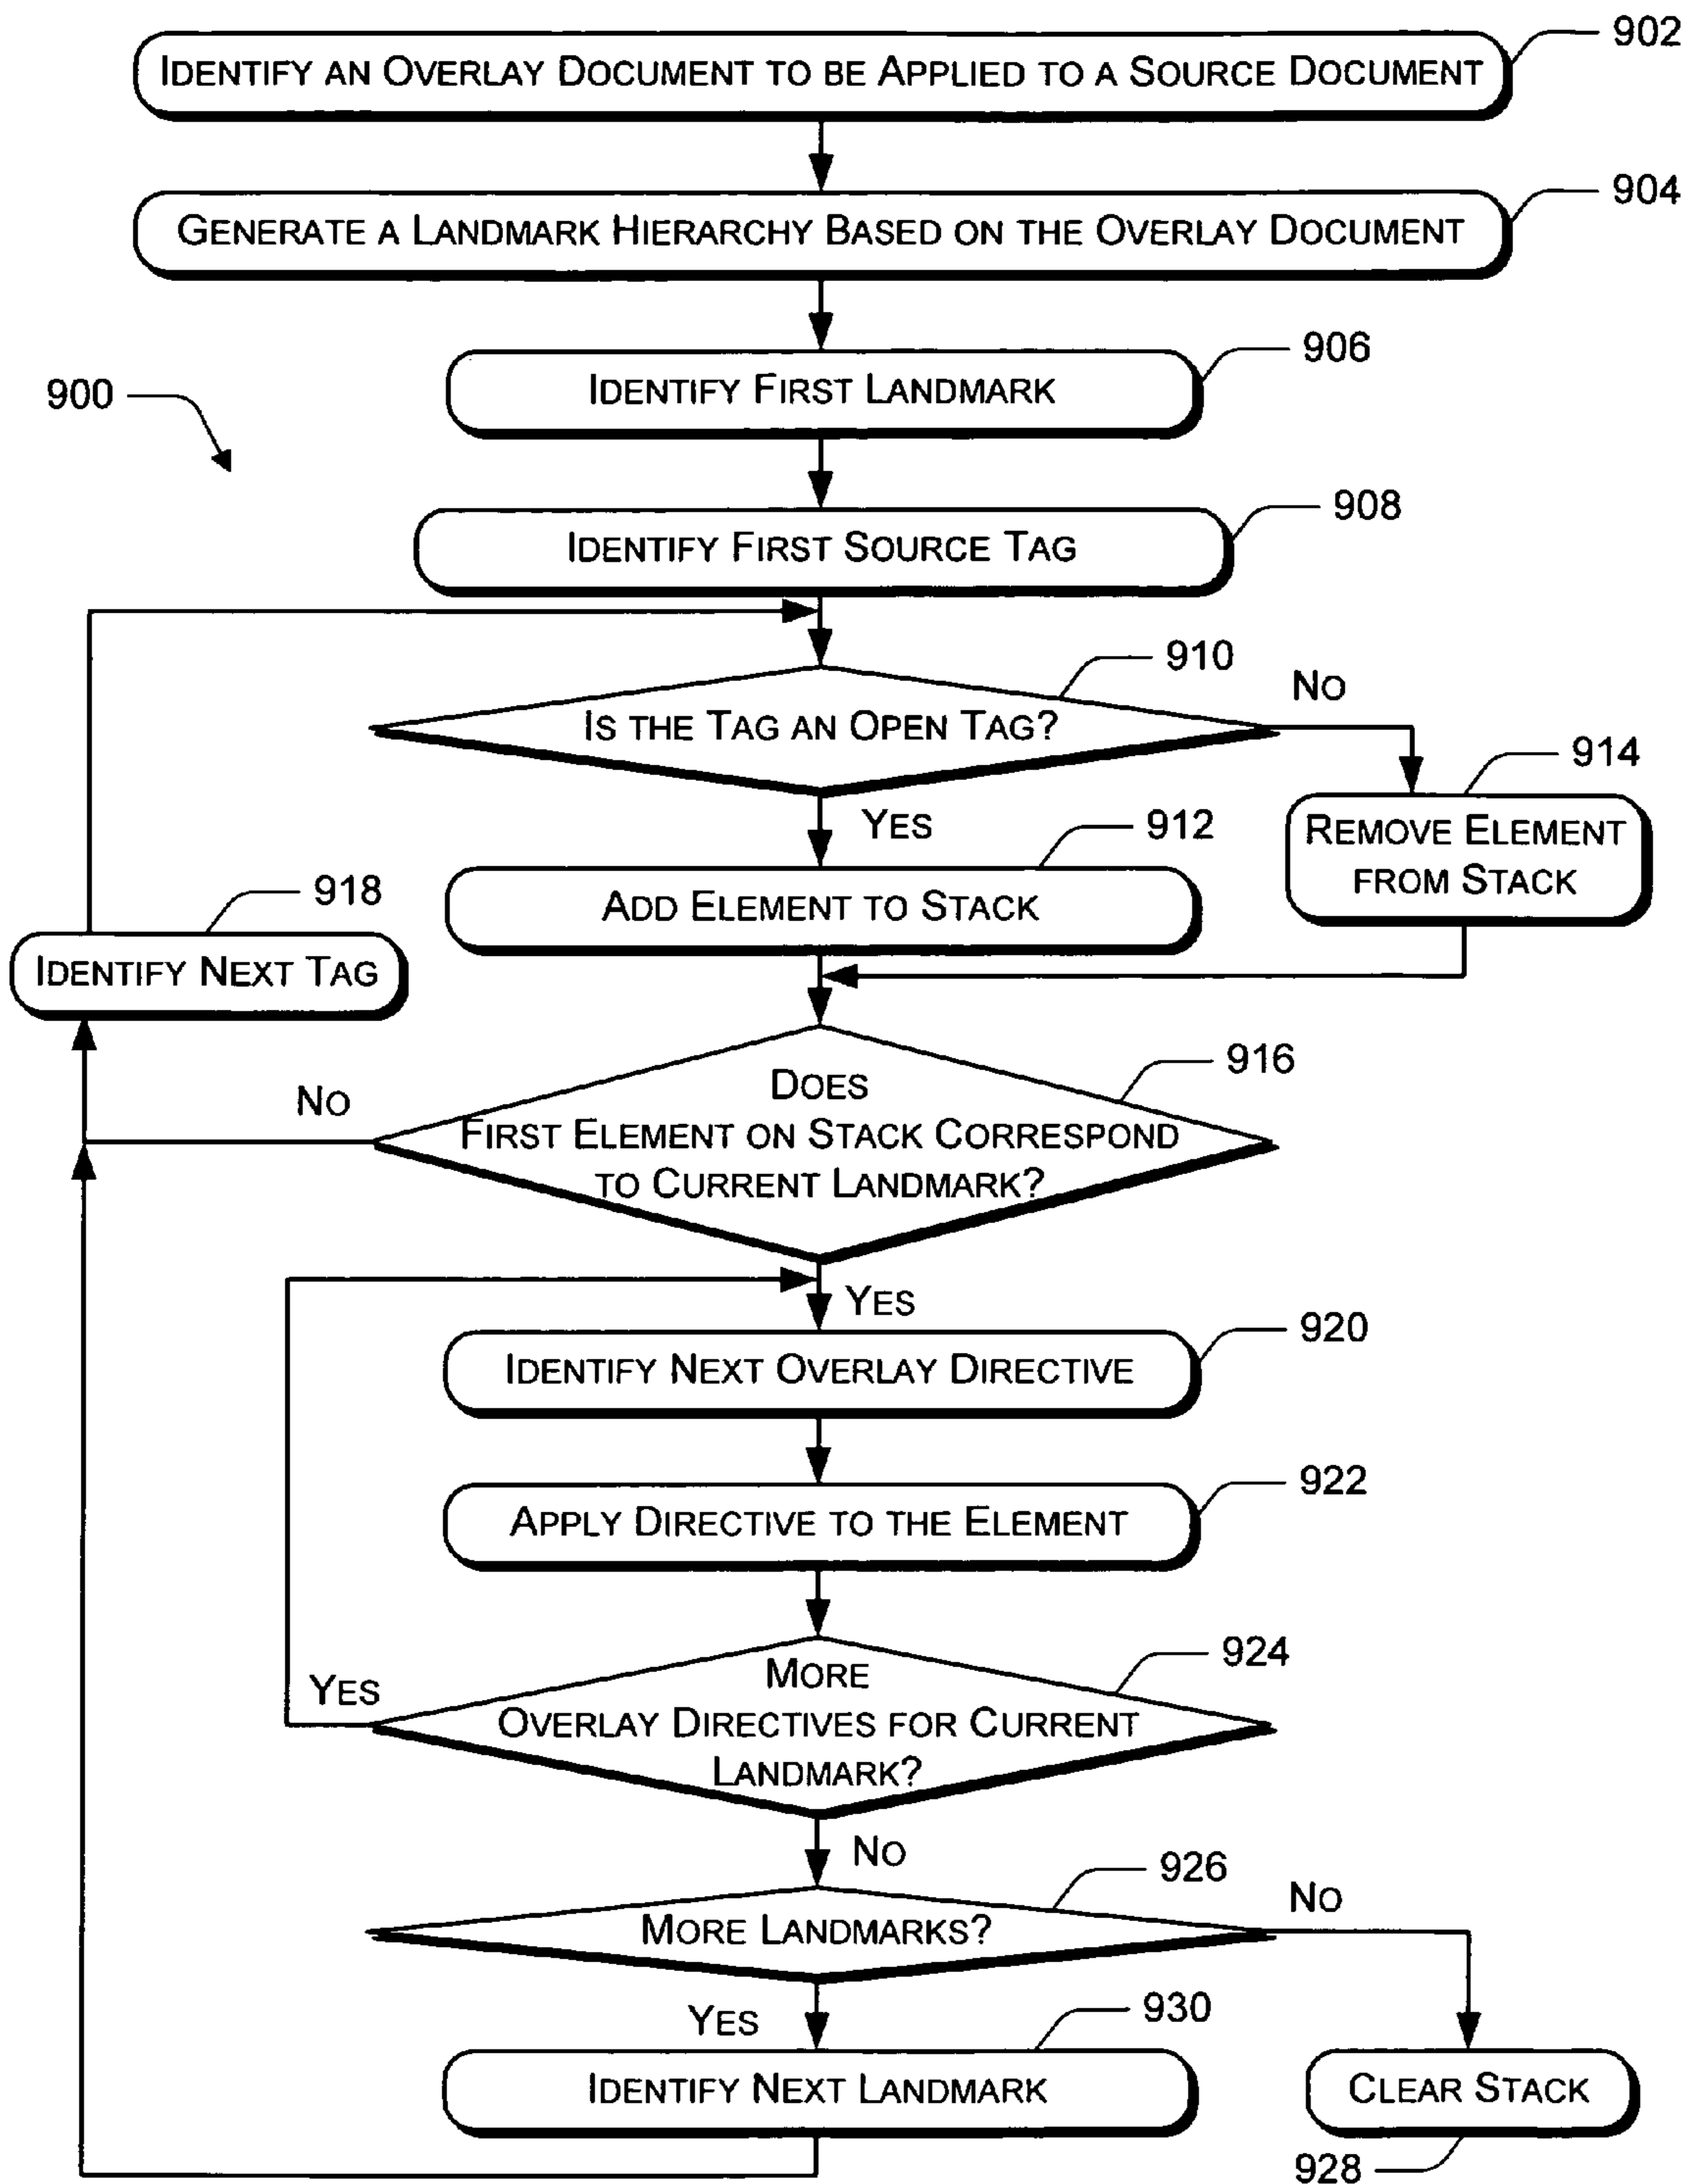 902
IDENTIFY AN OVERLAY DOCUMENT TO BE APPLIED TO A SOURCE DOCUMENT
904
GENERATE A LANDMARK HIERARCHY BASED ON THE OVERLAY DOCUMENT
906
IDENTIFY FIRST LANDMARK
900
908
IDENTIFY FIRST SOURCE TAG
910
NO
IS THE TAG AN OPEN TAG?
914
YES
912
REMOVE ELEMENT
FROM STACK
918
ADD ELEMENT TO STACK
IDENTIFY NEXT TAG
916
NO
DOES
FIRST ELEMENT ON STACK CORRESPOND
TO CURRENT LANDMARK?
YES
920
IDENTIFY NEXT OVERLAY DIRECTIVE
922
APPLY DIRECTIVE TO THE ELEMENT
924
YES
MORE
OVERLAY DIRECTIVES FOR CURRENT
LANDMARK?
NO
926
NO
MORE LANDMARKS?
YES
930
IDENTIFY NEXT LANDMARK
CLEAR STACK
928